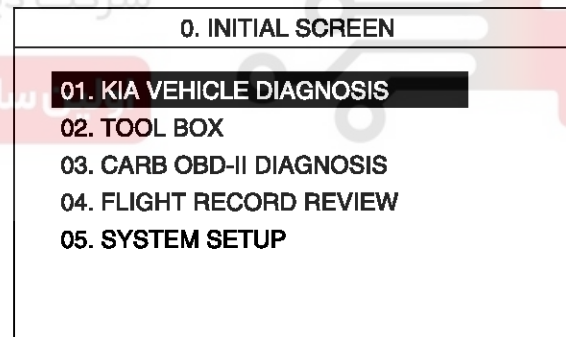 0. INITIAL SCREEN
01. KIA VEHICLE DIAGNOSIS
02. TOOL BOX
03. CARB OBD-II DIAGNOSIS
04. FLIGHT RECORD REVIEW
05. SYSTEM SETUP